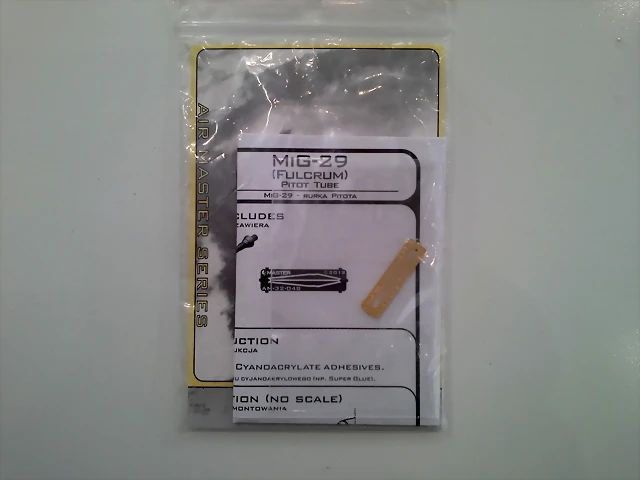 AIR MASTER SERIES
MiG-29
(FULCRUM)
PITOT TUBE
MiG-29 - RURKA PITOTA
CLUDES
ZAWIERA
MASTER ©2012
AM-32-048
UCTION
UKCJA
CYANOACRYLATE ADHESIVES.
U CYJANOAKRYLOWEGO (NP. SUPER GLUE).
TION (NO SCALE)
MONTOWANIA